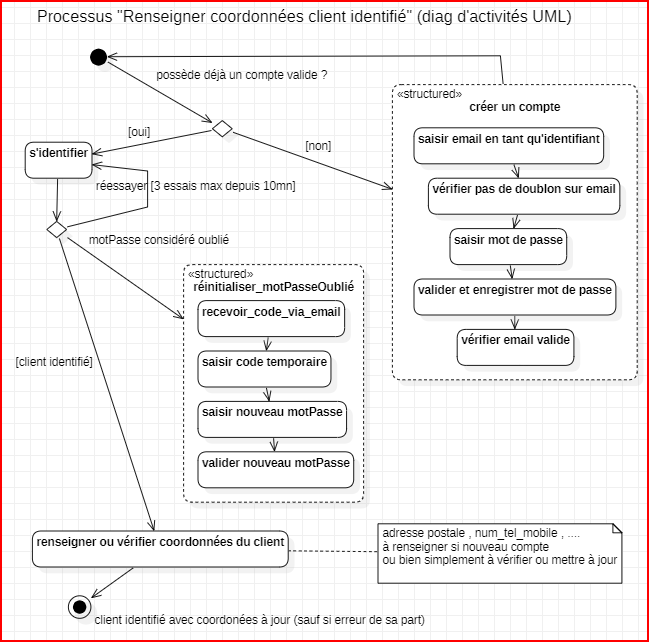 Processus "Renseigner coordonnées client identifié" (diag d'activités UML)
possède déjà un compte valide ?
«structured»
créer un compte
[oui]
[non]
saisir email en tant qu'identifiant
s'identifier
réessayer [3 essais max depuis 10mn]
vérifier pas de doublon sur email
motPasse considéré oublié
saisir mot de passe
«structured»
réinitialiser_motPasseOublié
valider et enregistrer mot de passe
recevoir_code_via_email
vérifier email valide
[client identifié]
saisir code temporaire
saisir nouveau motPasse
valider nouveau motPasse
renseigner ou vérifier coordonnées du client
adresse postale , num_tel_mobile , ....
à renseigner si nouveau compte
ou bien simplement à vérifier ou mettre à jour
client identifié avec coordonées à jour (sauf si erreur de sa part)